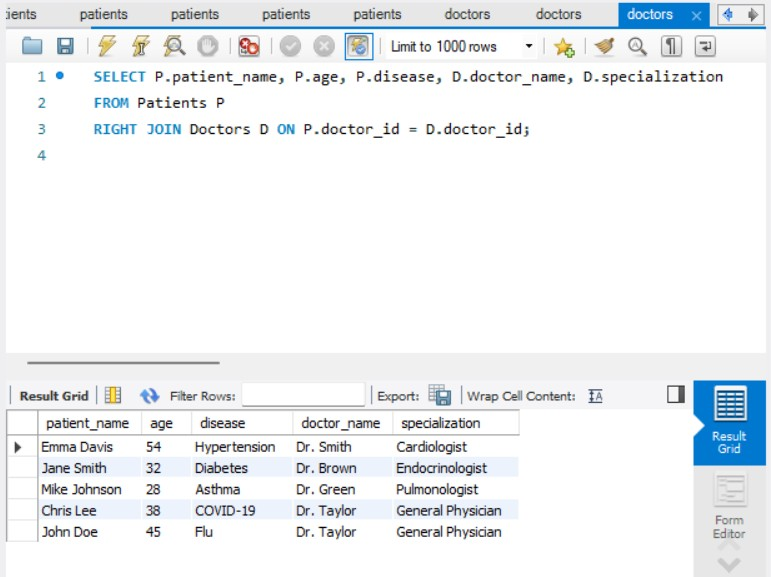 ients patients patients patients patients doctors doctors doctors
Limit to 1000 rows
1 SELECT P.patient_name, P.age, P.disease, D.doctor_name, D.specialization
2 FROM Patients P
3 RIGHT JOIN Doctors D ON P.doctor_id = D.doctor_id;
4
Result Grid Filter Rows: Export: Wrap Cell Content:
patient_name age disease doctor_name specialization
Emma Davis 54 Hypertension Dr. Smith Cardiologist
Jane Smith 32 Diabetes Dr. Brown Endocrinologist
Mike Johnson 28 Asthma Dr. Green Pulmonologist
Chris Lee 38 COVID-19 Dr. Taylor General Physician
John Doe 45 Flu Dr. Taylor General Physician
Result
Grid
Form
Editor